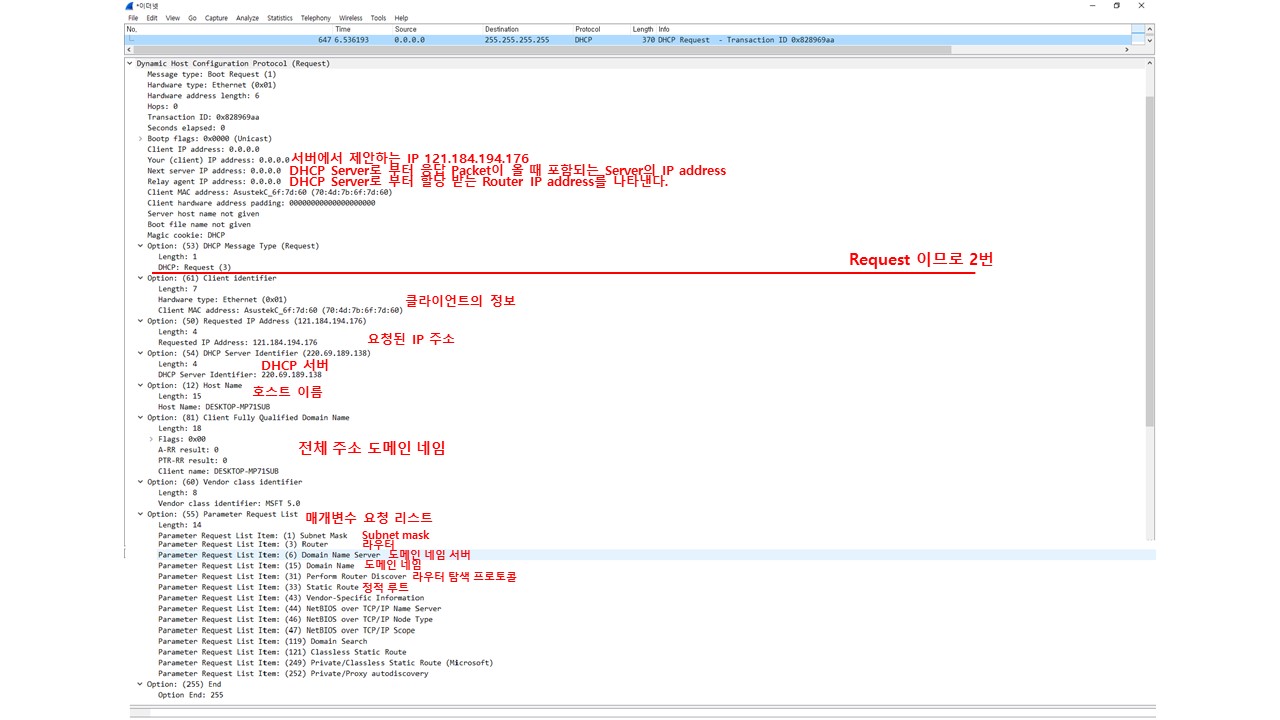 *이더넷
File Edit View Go Capture Analyze Statistics Telephony Wireless Tools Help
No. Time Source Destination Protocol Length Info
647 6.536193 0.0.0.0 255.255.255.255 DHCP 370 DHCP Request - Transaction ID 0x828969aa
Dynamic Host Configuration Protocol (Request)
Message type: Boot Request (1)
Hardware type: Ethernet (0x01)
Hardware address length: 6
Hops: 0
Transaction ID: 0x828969aa
Seconds elapsed: 0
Bootp flags: 0x0000 (Unicast)
Client IP address: 0.0.0.0
Your (client) IP address: 0.0.0.0 서버에서 제안하는 IP 121.184.194.176
Next server IP address: 0.0.0.0 DHCP Server로 부터 응답 Packet이 올 때 포함되는 Server의 IP address
Relay agent IP address: 0.0.0.0 DHCP Server로 부터 할당 받는 Router IP address를 나타낸다.
Client MAC address: AsustekC_6f:7d:60 (70:4d:7b:6f:7d:60)
Client hardware address padding: 00000000000000000000
Server host name not given
Boot file name not given
Magic cookie: DHCP
Option: (53) DHCP Message Type (Request)
Length: 1
Request 이므로 2번
DHCP: Request (3)
Option: (61) Client identifier
Length: 7
Hardware type: Ethernet (0x01) 클라이언트의 정보
Client MAC address: AsustekC_6f:7d:60 (70:4d:7b:6f:7d:60)
Option: (50) Requested IP Address (121.184.194.176)
Length: 4
Requested IP Address: 121.184.194.176 요청된 IP 주소
Option: (54) DHCP Server Identifier (220.69.189.138)
Length: 4 DHCP 서버
DHCP Server Identifier: 220.69.189.138
Option: (12) Host Name 호스트 이름
Length: 15
Host Name: DESKTOP-MP71SUB
Option: (81) Client Fully Qualified Domain Name
Length: 18
Flags: 0x00
A-RR result: 0 전체 주소 도메인 네임
PTR-RR result: 0
Client name: DESKTOP-MP71SUB
Option: (60) Vendor class identifier
Length: 8
Vendor class identifier: MSFT 5.0
Option: (55) Parameter Request List 매개변수 요청 리스트
Length: 14
Parameter Request List Item: (1) Subnet Mask Subnet mask
Parameter Request List Item: (3) Router 라우터
Parameter Request List Item: (6) Domain Name Server 도메인 네임 서버
Parameter Request List Item: (15) Domain Name 도메인 네임
Parameter Request List Item: (31) Perform Router Discover 라우터 탐색 프로토콜
Parameter Request List Item: (33) Static Route 정적 루트
Parameter Request List Item: (43) Vendor-Specific Information
Parameter Request List Item: (44) NetBIOS over TCP/IP Name Server
Parameter Request List Item: (46) NetBIOS over TCP/IP Node Type
Parameter Request List Item: (47) NetBIOS over TCP/IP Scope
Parameter Request List Item: (119) Domain Search
Parameter Request List Item: (121) Classless Static Route
Parameter Request List Item: (249) Private/Classless Static Route (Microsoft)
Parameter Request List Item: (252) Private/Proxy autodiscovery
Option: (255) End
Option End: 255